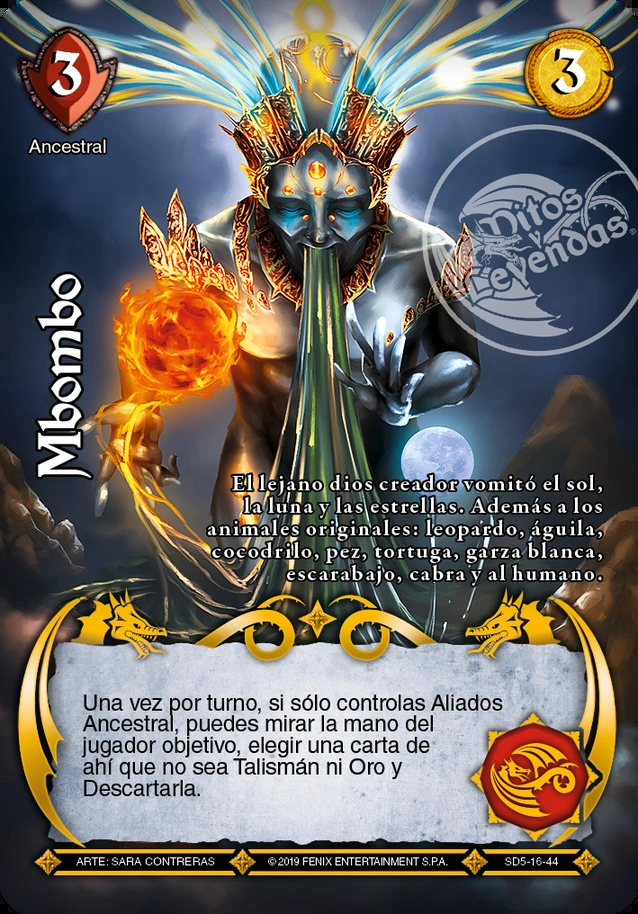 3
3
Ancestral
Mitos
y
Leyendas
Mbombo
El lejano dios creador vomitó el sol,
la luna y las estrellas. Además a los
animales originales: leopardo, águila,
cocodrilo, pez, tortuga, garza blanca,
escarabajo, cabra y al humano.
Una vez por turno, si sólo controlas Aliados
Ancestral, puedes mirar la mano del
jugador objetivo, elegir una carta de
ahí que no sea Talismán ni Oro y
Descartarla.
ARTE: SARA CONTRERAS
©2019 FENIX ENTERTAINMENT S.P.A.
SD5-16-44